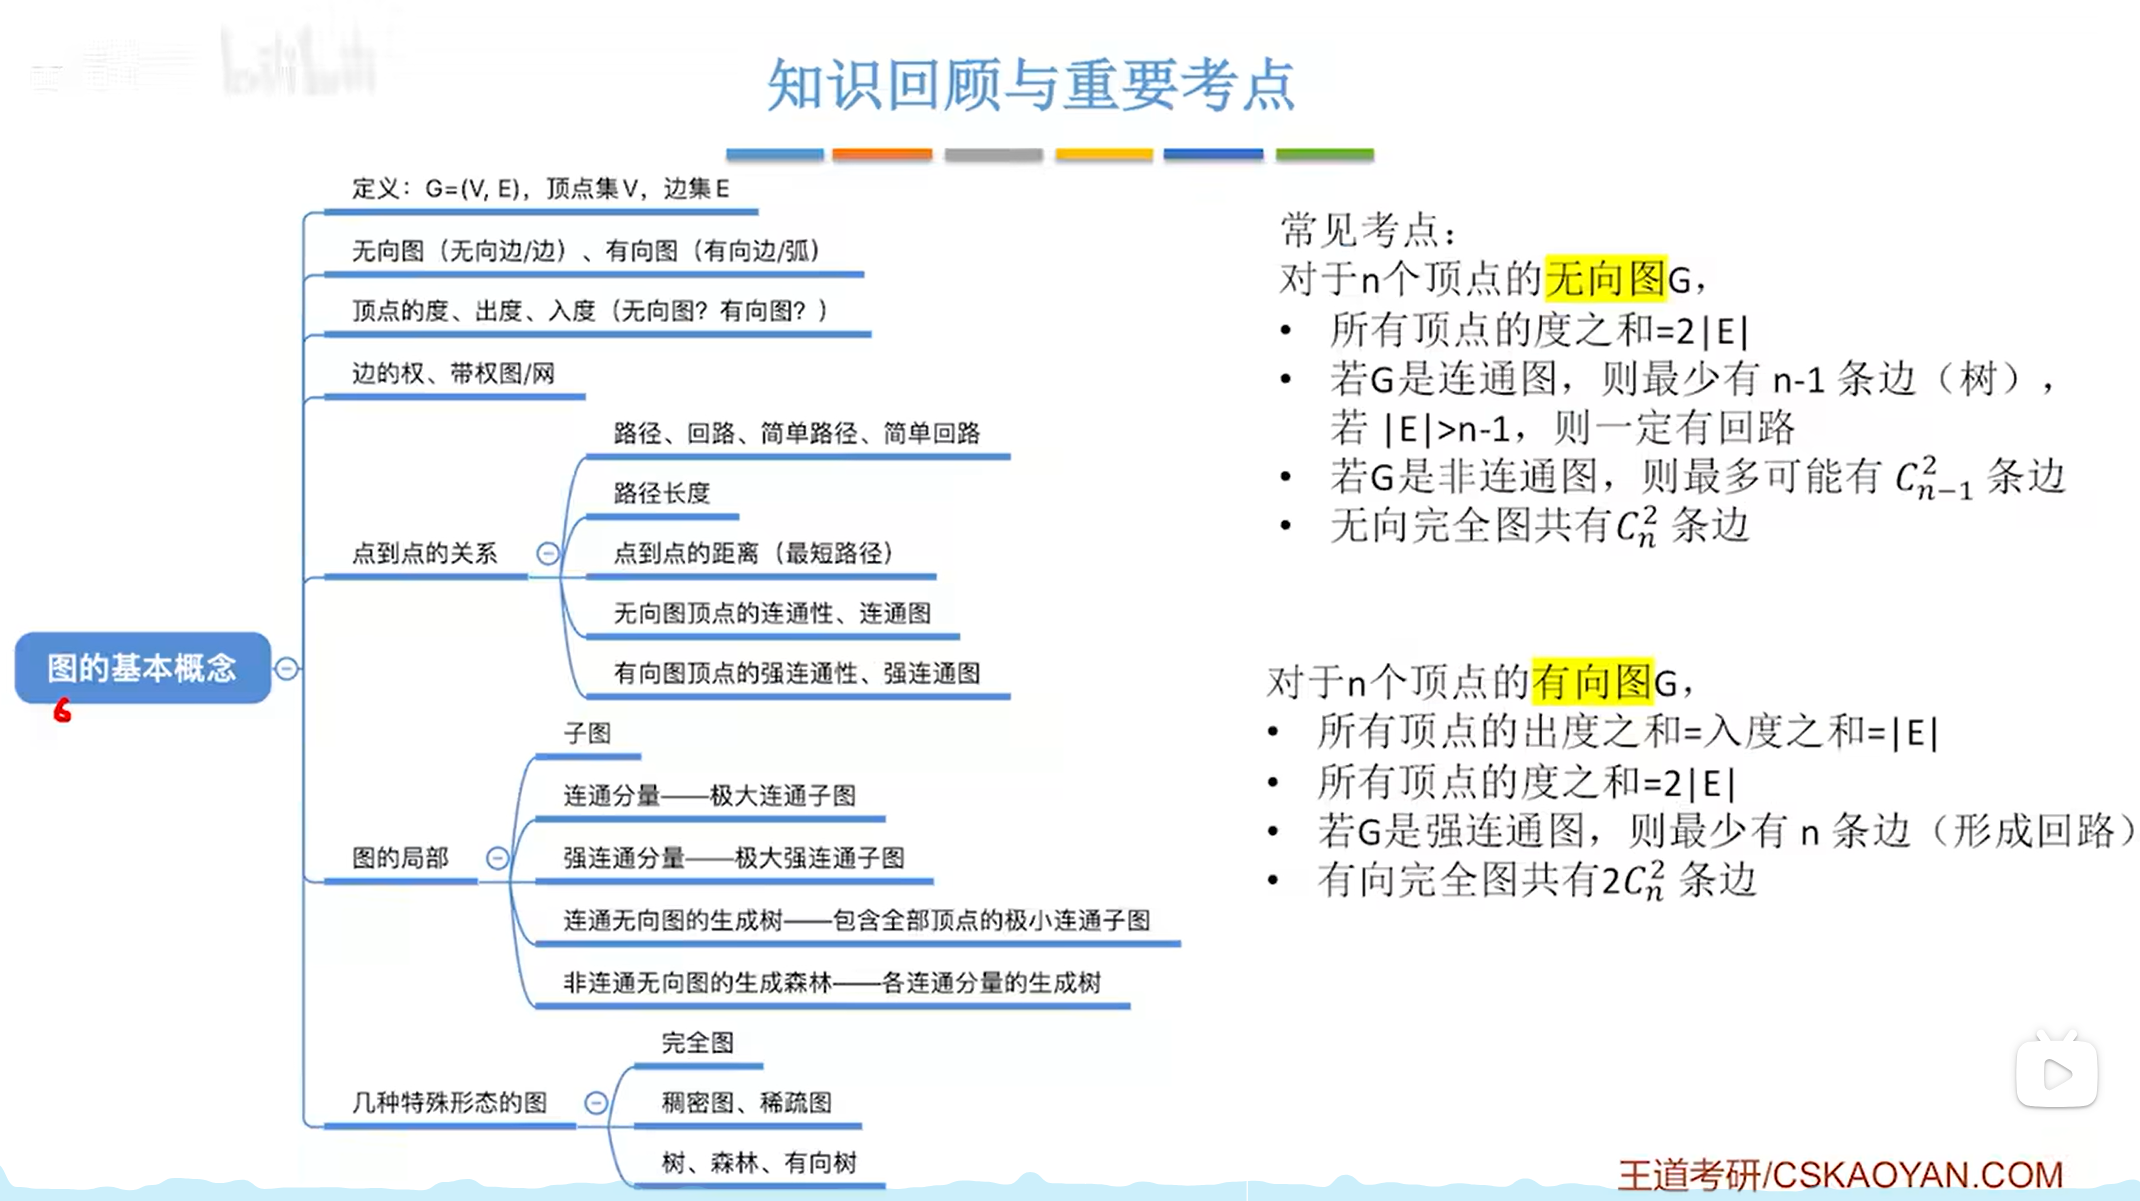 知识回顾与重要考点
定义：G=(V, E)，顶点集V，边集E
无向图（无向边/边）、有向图（有向边/弧）
顶点的度、出度、入度（无向图？有向图？）
边的权、带权图/网
点到点的关系
路径、回路、简单路径、简单回路
路径长度
点到点的距离（最短路径）
无向图顶点的连通性、连通图
有向图顶点的强连通性、强连通图
图的基本概念
6
图的局部
子图
连通分量——极大连通子图
强连通分量——极大强连通子图
连通无向图的生成树——包含全部顶点的极小连通子图
非连通无向图的生成森林——各连通分量的生成树
几种特殊形态的图
完全图
稠密图、稀疏图
树、森林、有向树
常见考点：
对于n个顶点的无向图G，
• 所有顶点的度之和=2|E|
• 若G是连通图，则最少有 n-1 条边（树），
若 |E|>n-1，则一定有回路
• 若G是非连通图，则最多可能有 $C_{n-1}^2$ 条边
• 无向完全图共有$C_n^2$ 条边
对于n个顶点的有向图G，
• 所有顶点的出度之和=入度之和=|E|
• 所有顶点的度之和=2|E|
• 若G是强连通图，则最少有 n 条边（形成回路）
• 有向完全图共有2$C_n^2$ 条边
王道考研/CSKAOYAN.COM